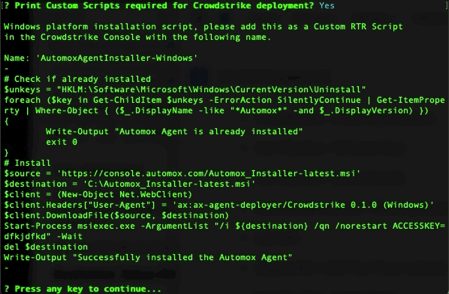 ? Print Custom Scripts required for Crowdstrike deployment? Yes
Windows platform installation script, please add this as a Custom RTR Script
in the Crowdstrike Console with the following name.
Name: 'AutomoxAgentInstaller-Windows'
-
# Check if already installed
$unkeys = "HKLM:\Software\Microsoft\Windows\CurrentVersion\Uninstall"
foreach ($key in Get-ChildItem $unkeys -ErrorAction SilentlyContinue | Get-ItemPrope
rty | Where-Object { ($_.DisplayName -like "*Automox*" -and $_.DisplayVersion) })
{
Write-Output "Automox Agent is already installed"
exit 0
}
# Install
$source = 'https://console.automox.com/Automox_Installer-latest.msi'
$destination = 'C:\Automox_Installer-latest.msi'
$client = (New-Object Net.WebClient)
$client.Headers["User-Agent"] = 'ax:ax-agent-deployer/Crowdstrike 0.1.0 (Windows)'
$client.DownloadFile($source, $destination)
Start-Process msiexec.exe -ArgumentList "/i ${destination} /qn /norestart ACCESSKEY=
dfkjdfkd" -Wait
del $destination
Write-Output "Successfully installed the Automox Agent"
-
? Press any key to continue...